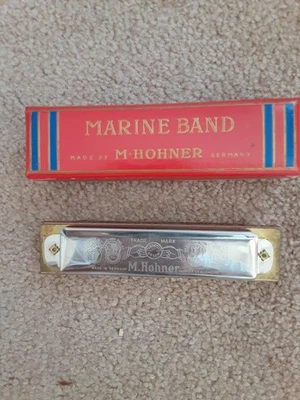 MARINE BAND
MADE BY M·HOHNER GERMANY
TRADE MARK
MADE IN GERMANY
M.Hohner